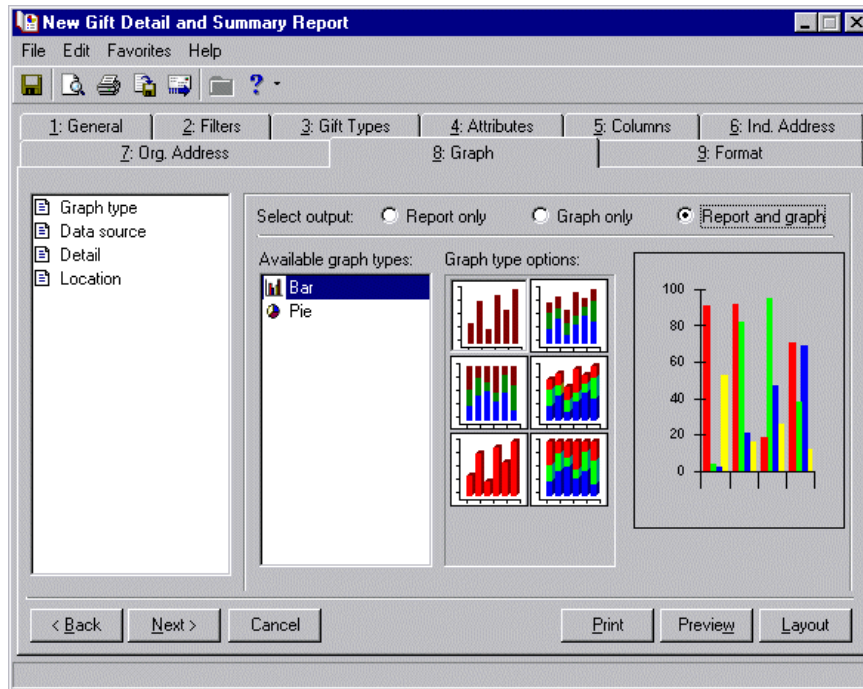 New Gift Detail and Summary Report
File Edit Favorites Help
1: General 2: Filters 3: Gift Types 4: Attributes 5: Columns 6: Ind. Address
7: Org. Address 8: Graph 9: Format
Graph type
Data source
Detail
Location
Select output: Report only Graph only Report and graph
Available graph types:
Bar
Pie
Graph type options:
100
80
60
40
20
0
< Back Next > Cancel Print Preview Layout